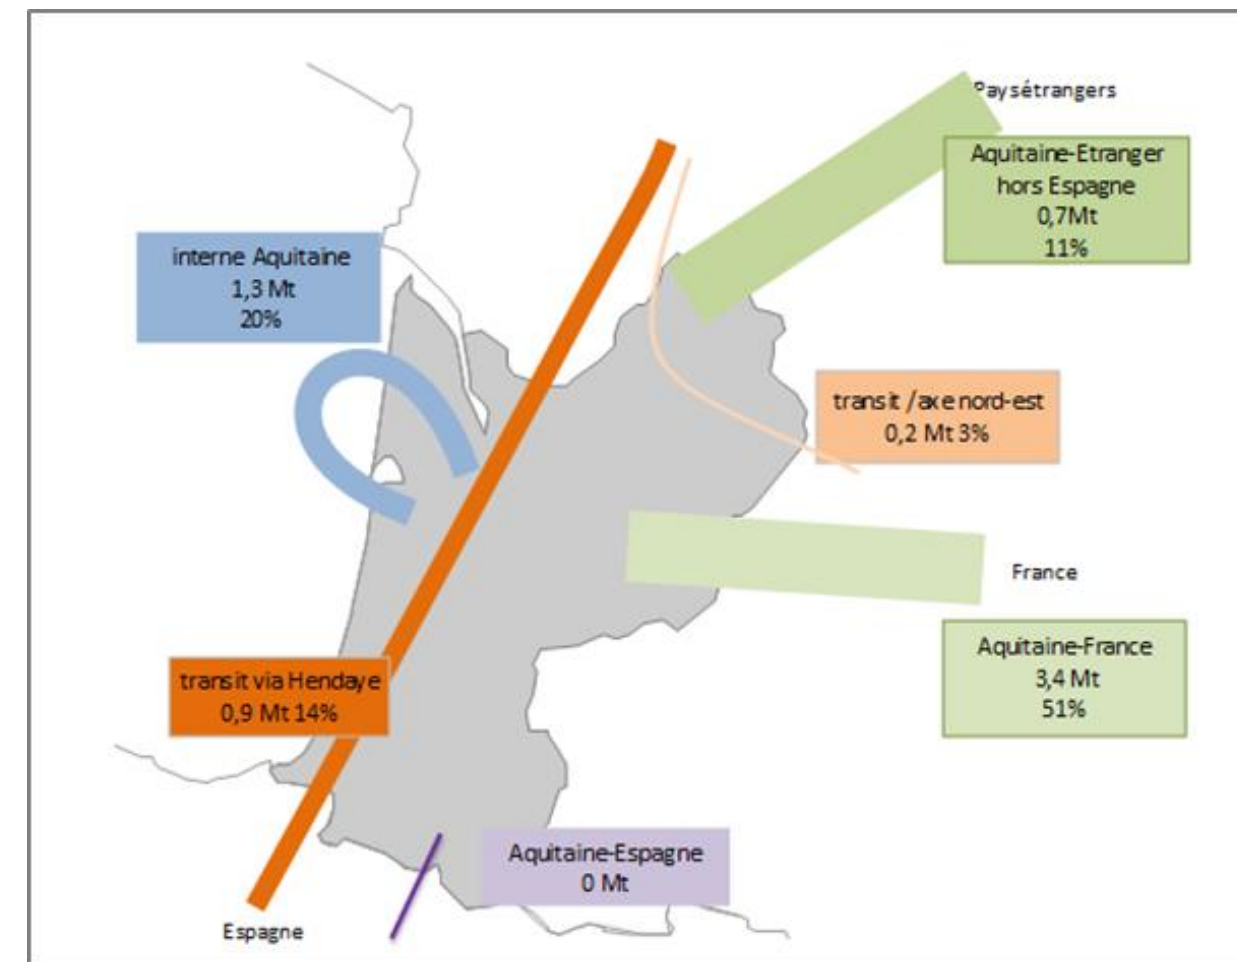 Paysétrangers
Aquitaine-Etranger
hors Espagne
0,7Mt
11%
interne Aquitaine
1,3 Mt
20%
transit /axe nord-est
0,2 Mt 3%
France
Aquitaine-France
3,4 Mt
51%
transit via Hendaye
0,9 Mt 14%
Aquitaine-Espagne
0 Mt
Espagne